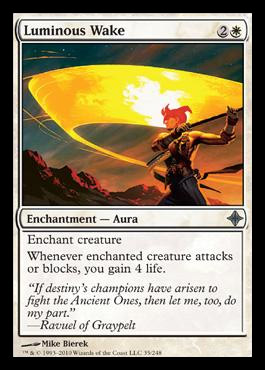 Luminous Wake 2
Enchantment — Aura
Enchant creature
Whenever enchanted creature attacks
or blocks, you gain 4 life.
"If destiny's champions have arisen to
fight the Ancient Ones, then let me, too, do
my part."
—Ravuel of Graypelt
Mike Bierek
™ & © 1993–2010 Wizards of the Coast LLC 35/248